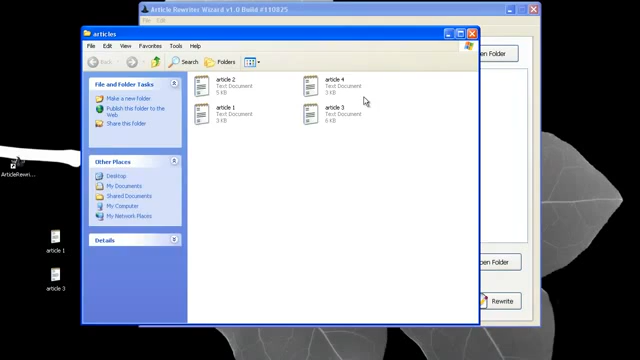 Article Rewriter Wizard v1.0 Build #110825
File Edit
articles
File Edit View Favorites Tools Help
Back Search Folders
File and Folder Tasks
Make a new folder
Publish this folder to the
Web
Share this folder
Other Places
Desktop
My Documents
Shared Documents
My Computer
My Network Places
Details
article 2
Text Document
5 KB
article 4
Text Document
3 KB
article 1
Text Document
3 KB
article 3
Text Document
6 KB
pen Folder
pen Folder
Rewrite
ArticleRewri...
article 1
article 3